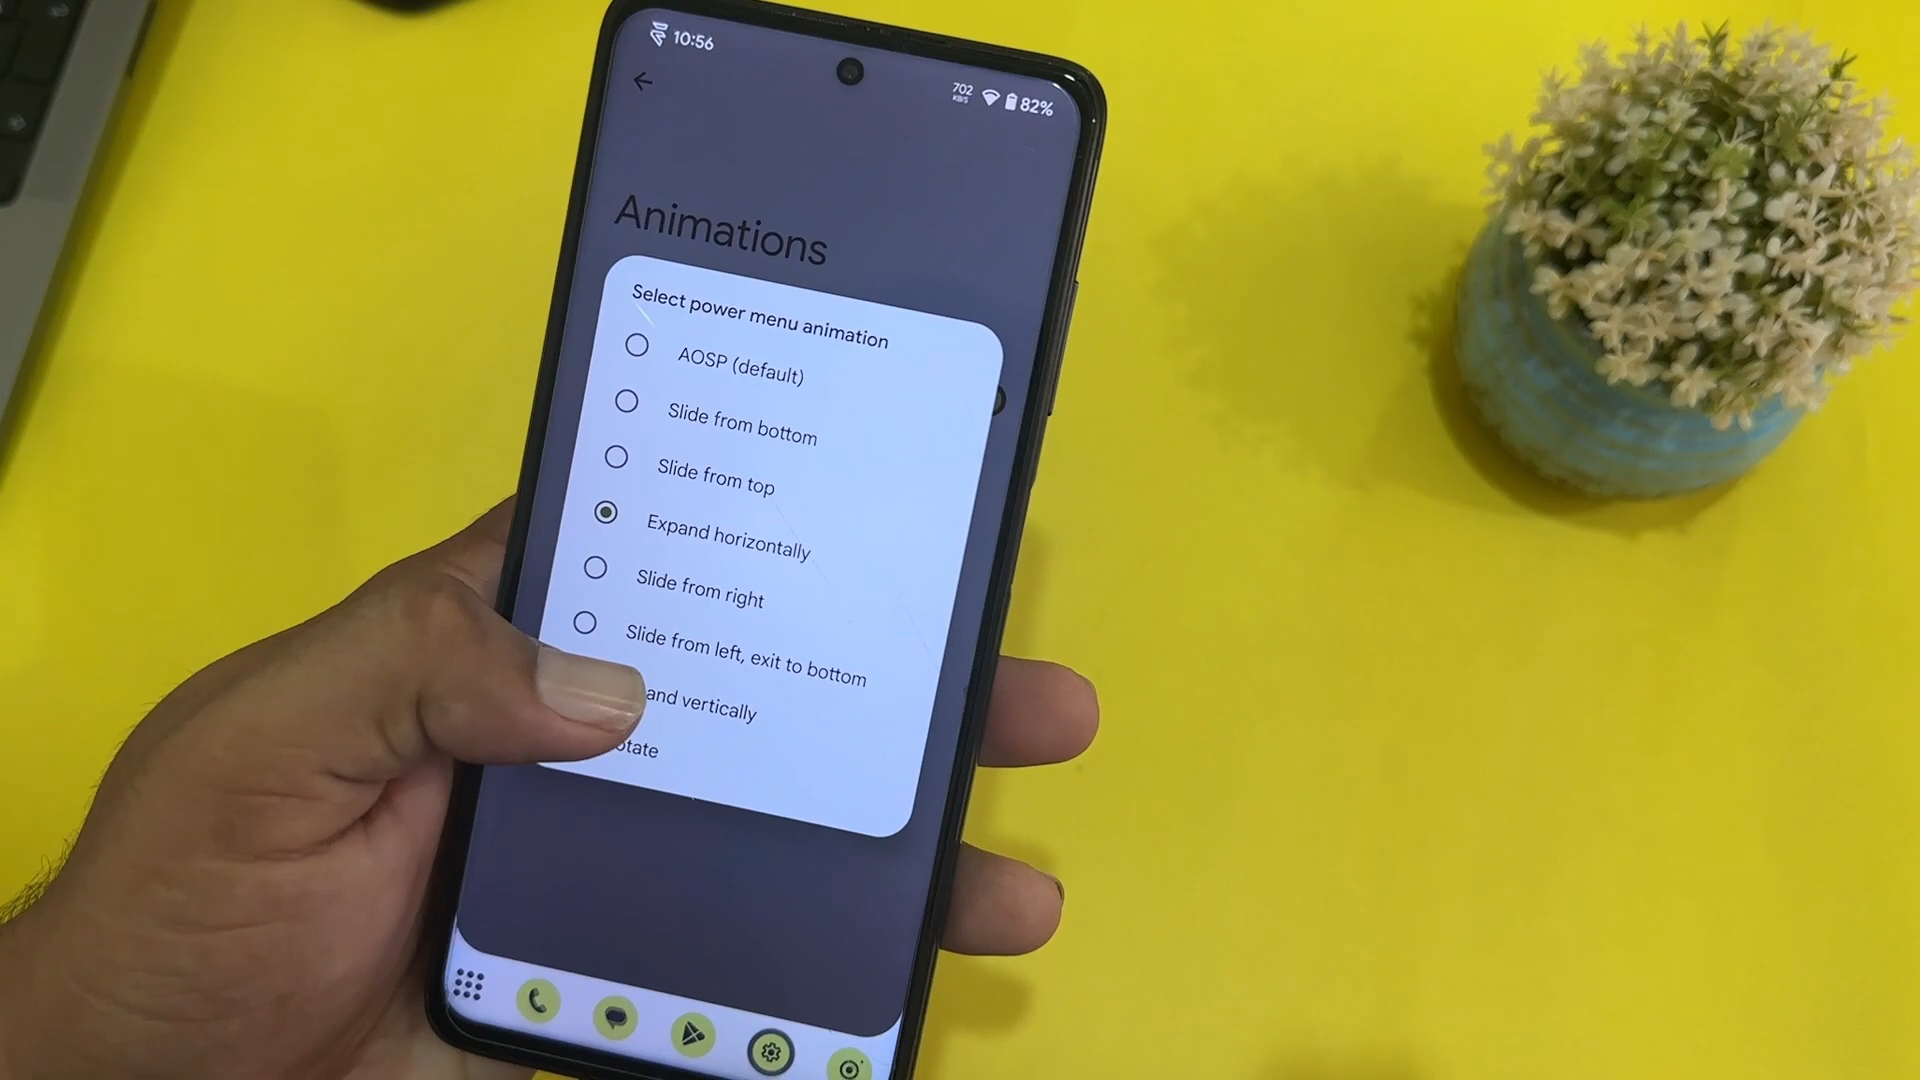 10:56
702
KB/S
82%
Animations
Select power menu animation
AOSP (default)
Slide from bottom
Slide from top
Expand horizontally
Slide from right
Slide from left, exit to bottom
and vertically
otate